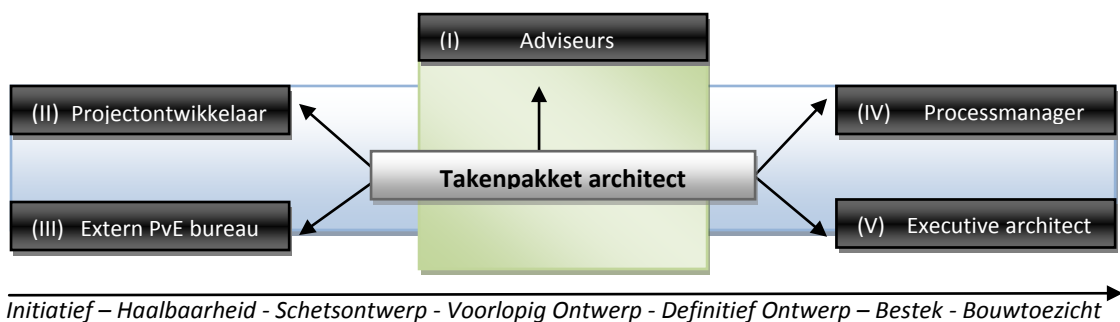 (I) Adviseurs
(II) Projectontwikkelaar
(IV) Processmanager
Takenpakket architect
(III) Extern PvE bureau
(V) Executive architect
Initiatief – Haalbaarheid - Schetsontwerp - Voorlopig Ontwerp - Definitief Ontwerp – Bestek - Bouwtoezicht